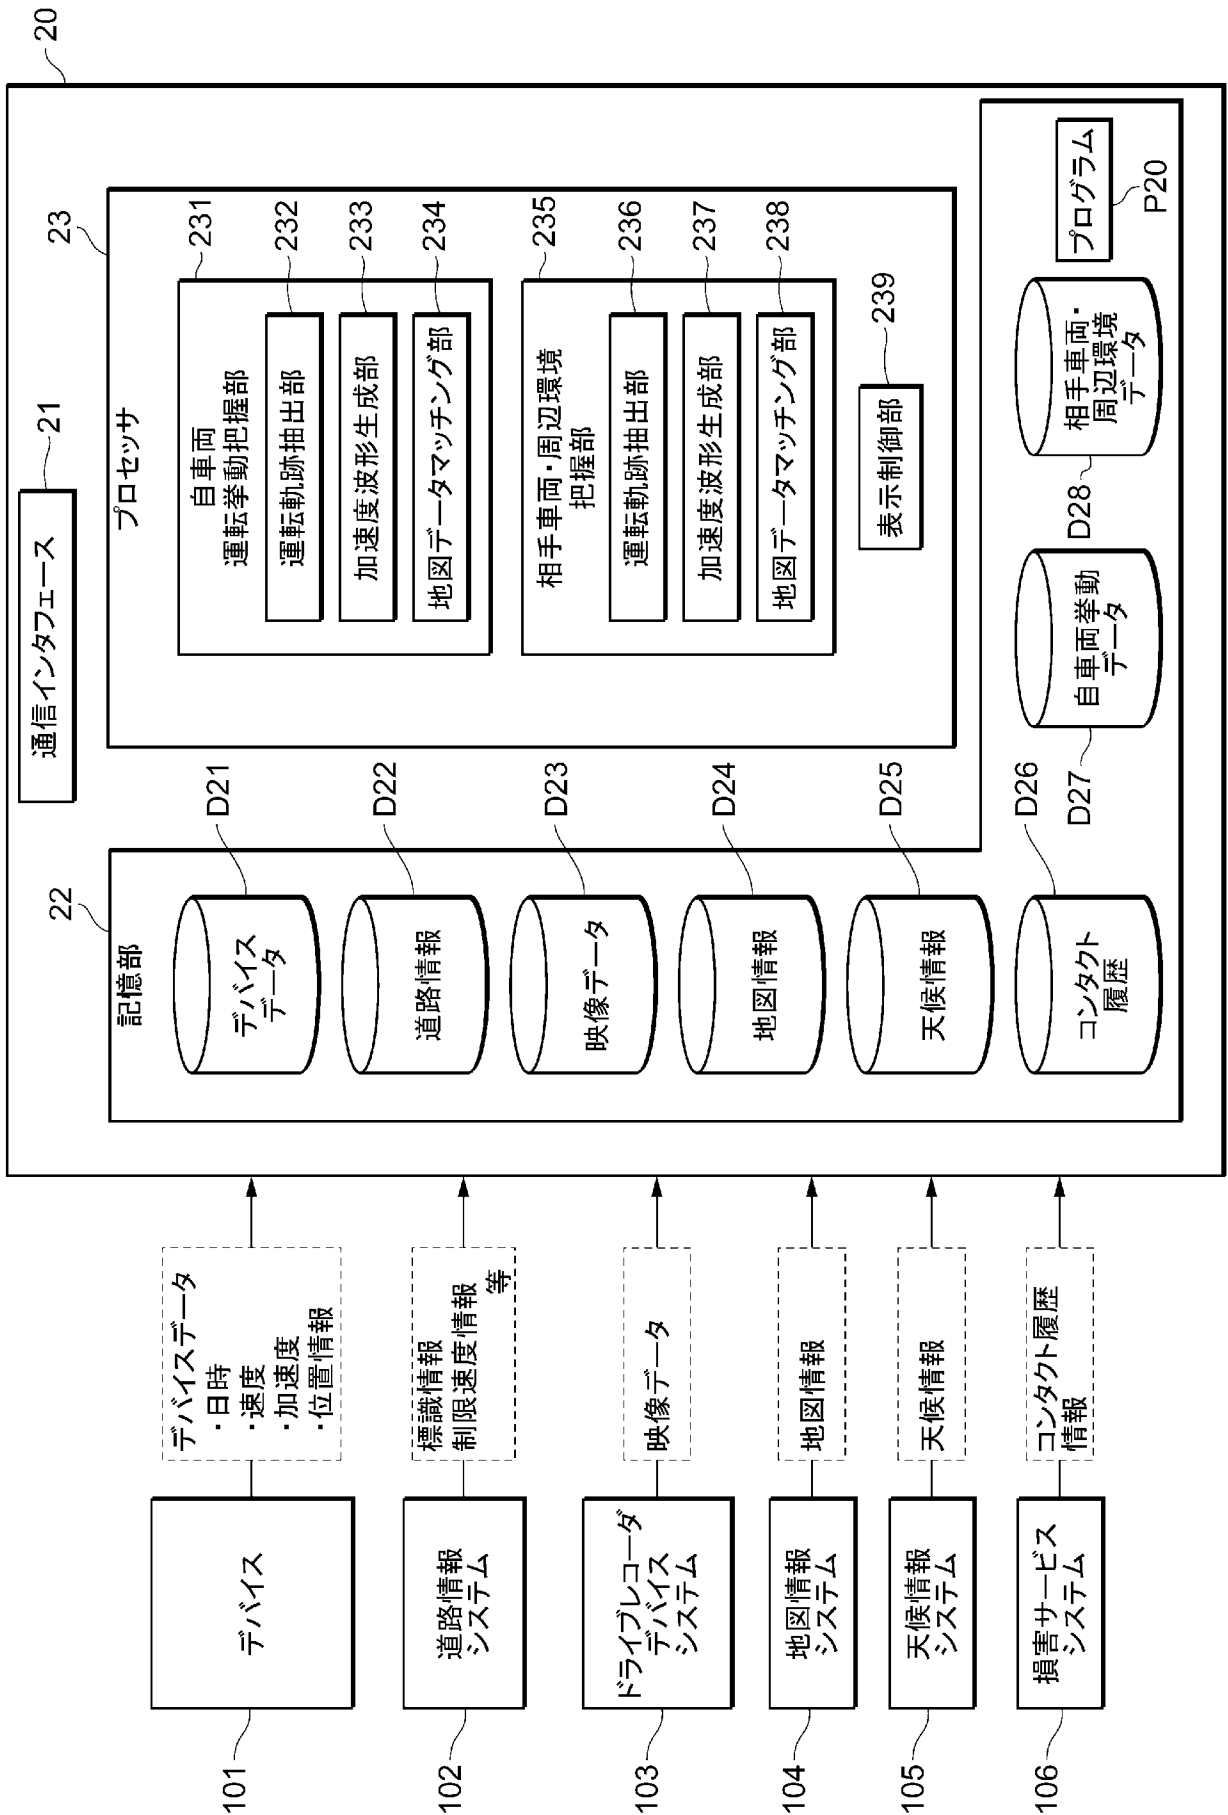 20
通信インタフェース
21
22
記憶部
D21
デバイス
データ
D22
道路情報
D23
映像データ
D24
地図情報
D25
天候情報
D26
コンタクト
履歴
D27
自車両挙動
データ
D28
相手車両・
周辺環境
データ
プログラム
P20
23
プロセッサ
231
自車両
運転挙動把握部
232
運転軌跡抽出部
233
加速度波形生成部
234
地図データマッチング部
235
相手車両・周辺環境
把握部
236
運転軌跡抽出部
237
加速度波形生成部
238
地図データマッチング部
239
表示制御部
101
デバイス
デバイスデータ
・日時
・速度
・加速度
・位置情報
102
道路情報
システム
標識情報
制限速度情報
等
103
ドライブレコーダ
デバイス
システム
映像データ
104
地図情報
システム
地図情報
105
天候情報
システム
天候情報
106
損害サービス
システム
コンタクト履歴
情報